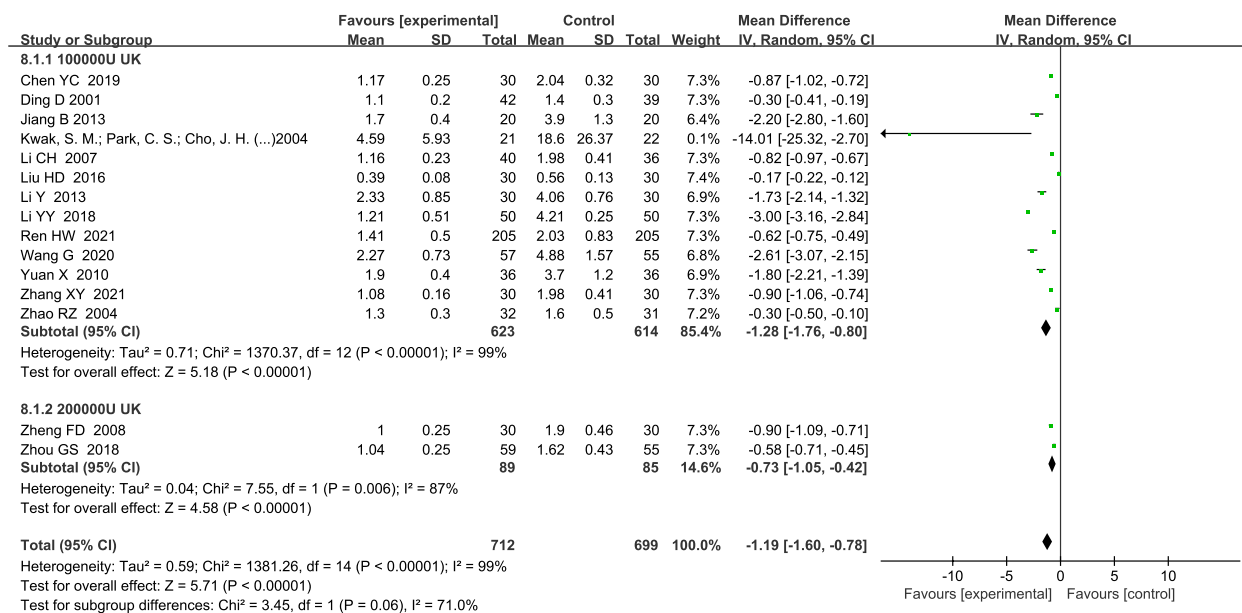 Favours [experimental] Control Mean Difference Mean Difference
Study or Subgroup Mean SD Total Mean SD Total Weight IV, Random, 95% CI IV, Random, 95% CI
8.1.1 100000U UK
Chen YC 2019 1.17 0.25 30 2.04 0.32 30 7.3% -0.87 [-1.02, -0.72]
Ding D 2001 1.1 0.2 42 1.4 0.3 39 7.3% -0.30 [-0.41, -0.19]
Jiang B 2013 1.7 0.4 20 3.9 1.3 20 6.4% -2.20 [-2.80, -1.60]
Kwak, S. M.; Park, C. S.; Cho, J. H. (...)2004 4.59 5.93 21 18.6 26.37 22 0.1% -14.01 [-25.32, -2.70]
Li CH 2007 1.16 0.23 40 1.98 0.41 36 7.3% -0.82 [-0.97, -0.67]
Liu HD 2016 0.39 0.08 30 0.56 0.13 30 7.4% -0.17 [-0.22, -0.12]
Li Y 2013 2.33 0.85 30 4.06 0.76 30 6.9% -1.73 [-2.14, -1.32]
Li YY 2018 1.21 0.51 50 4.21 0.25 50 7.3% -3.00 [-3.16, -2.84]
Ren HW 2021 1.41 0.5 205 2.03 0.83 205 7.3% -0.62 [-0.75, -0.49]
Wang G 2020 2.27 0.73 57 4.88 1.57 55 6.8% -2.61 [-3.07, -2.15]
Yuan X 2010 1.9 0.4 36 3.7 1.2 36 6.9% -1.80 [-2.21, -1.39]
Zhang XY 2021 1.08 0.16 30 1.98 0.41 30 7.3% -0.90 [-1.06, -0.74]
Zhao RZ 2004 1.3 0.3 32 1.6 0.5 31 7.2% -0.30 [-0.50, -0.10]
Subtotal (95% CI) 623 614 85.4% -1.28 [-1.76, -0.80]
Heterogeneity: Tau² = 0.71; Chi² = 1370.37, df = 12 (P < 0.00001); I² = 99%
Test for overall effect: Z = 5.18 (P < 0.00001)
8.1.2 200000U UK
Zheng FD 2008 1 0.25 30 1.9 0.46 30 7.3% -0.90 [-1.09, -0.71]
Zhou GS 2018 1.04 0.25 59 1.62 0.43 55 7.3% -0.58 [-0.71, -0.45]
Subtotal (95% CI) 89 85 14.6% -0.73 [-1.05, -0.42]
Heterogeneity: Tau² = 0.04; Chi² = 7.55, df = 1 (P = 0.006); I² = 87%
Test for overall effect: Z = 4.58 (P < 0.00001)
Total (95% CI) 712 699 100.0% -1.19 [-1.60, -0.78]
Heterogeneity: Tau² = 0.59; Chi² = 1381.26, df = 14 (P < 0.00001); I² = 99%
Test for overall effect: Z = 5.71 (P < 0.00001)
Test for subgroup differences: Chi² = 3.45, df = 1 (P = 0.06), I² = 71.0%
-10 -5 0 5 10
Favours [experimental] Favours [control]